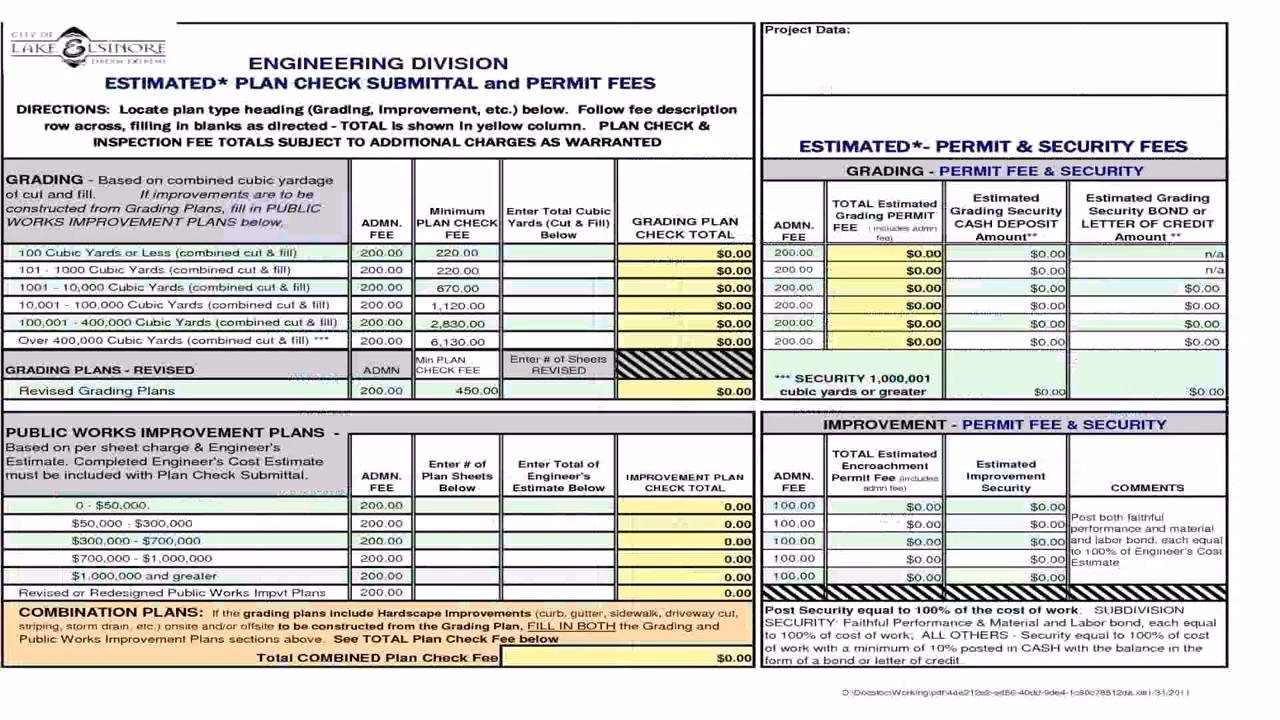 CITY OF
LAKE ELSINORE
DREAM EXTREME
ENGINEERING DIVISION
ESTIMATED* PLAN CHECK SUBMITTAL and PERMIT FEES
DIRECTIONS: Locate plan type heading (Grading, Improvement, etc.) below. Follow fee description
row across, filling in blanks as directed - TOTAL is shown in yellow column. PLAN CHECK &
INSPECTION FEE TOTALS SUBJECT TO ADDITIONAL CHARGES AS WARRANTED
GRADING - Based on combined cubic yardage
of cut and fill. If improvements are to be
constructed from Grading Plans, fill in PUBLIC
WORKS IMPROVEMENT PLANS below.
ADMN.
FEE
Minimum
PLAN CHECK
FEE
Enter Total Cubic
Yards (Cut & Fill)
Below
GRADING PLAN
CHECK TOTAL
100 Cubic Yards or Less (combined cut & fill) 200.00 220.00 $0.00
101 - 1000 Cubic Yards (combined cut & fill) 200.00 220.00 $0.00
1001 - 10,000 Cubic Yards (combined cut & fill) 200.00 670.00 $0.00
10,001 - 100,000 Cubic Yards (combined cut & fill) 200.00 1,120.00 $0.00
100,001 - 400,000 Cubic Yards (combined cut & fill) 200.00 2,830.00 $0.00
Over 400,000 Cubic Yards (combined cut & fill) *** 200.00 6,130.00 $0.00
GRADING PLANS - REVISED
ADMN
Min PLAN
CHECK FEE
Enter # of Sheets
REVISED
Revised Grading Plans 200.00 450.00 $0.00
PUBLIC WORKS IMPROVEMENT PLANS -
Based on per sheet charge & Engineer's
Estimate. Completed Engineer's Cost Estimate
must be included with Plan Check Submittal.
ADMN.
FEE
Enter # of
Plan Sheets
Below
Enter Total of
Engineer's
Estimate Below
IMPROVEMENT PLAN
CHECK TOTAL
0 - $50,000. 200.00 0.00
$50,000 - $300,000 200.00 0.00
$300,000 - $700,000 200.00 0.00
$700,000 - $1,000,000 200.00 0.00
$1,000,000 and greater 200.00 0.00
Revised or Redesigned Public Works Impvt Plans 200.00 0.00
COMBINATION PLANS: If the grading plans include Hardscape Improvements (curb, gutter, sidewalk, driveway cut,
striping, storm drain, etc.) onsite and/or offsite to be constructed from the Grading Plan, FILL IN BOTH the Grading and
Public Works Improvement Plans sections above. See TOTAL Plan Check Fee below
Total COMBINED Plan Check Fee $0.00
Project Data:
ESTIMATED*- PERMIT & SECURITY FEES
GRADING - PERMIT FEE & SECURITY
ADMN.
FEE
TOTAL Estimated
Grading PERMIT
FEE (includes admn
fee)
Estimated
Grading Security
CASH DEPOSIT
Amount**
Estimated Grading
Security BOND or
LETTER OF CREDIT
Amount **
200.00 $0.00 $0.00 n/a
200.00 $0.00 $0.00 n/a
200.00 $0.00 $0.00 $0.00
200.00 $0.00 $0.00 $0.00
200.00 $0.00 $0.00 $0.00
200.00 $0.00 $0.00 $0.00
*** SECURITY 1,000,001
cubic yards or greater $0.00 $0.00
IMPROVEMENT - PERMIT FEE & SECURITY
ADMN.
FEE
TOTAL Estimated
Encroachment
Permit Fee (includes
admn fee)
Estimated
Improvement
Security
COMMENTS
100.00 $0.00 $0.00
100.00 $0.00 $0.00
100.00 $0.00 $0.00
100.00 $0.00 $0.00
100.00 $0.00 $0.00
Post both faithful
performance and material
and labor bond, each equal
to 100% of Engineer's Cost
Estimate
Post Security equal to 100% of the cost of work. SUBDIVISION
SECURITY: Faithful Performance & Material and Labor bond, each equal
to 100% of cost of work; ALL OTHERS - Security equal to 100% of cost
of work with a minimum of 10% posted in CASH with the balance in the
form of a bond or letter of credit.